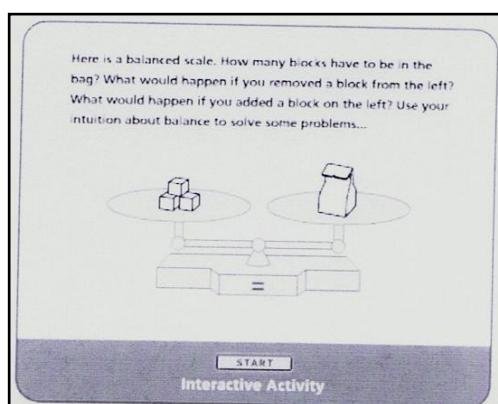 Here is a balanced scale. How many blocks have to be in the
bag? What would happen if you removed a block from the left?
What would happen if you added a block on the left? Use your
intuition about balance to solve some problems...
=
START
Interactive Activity